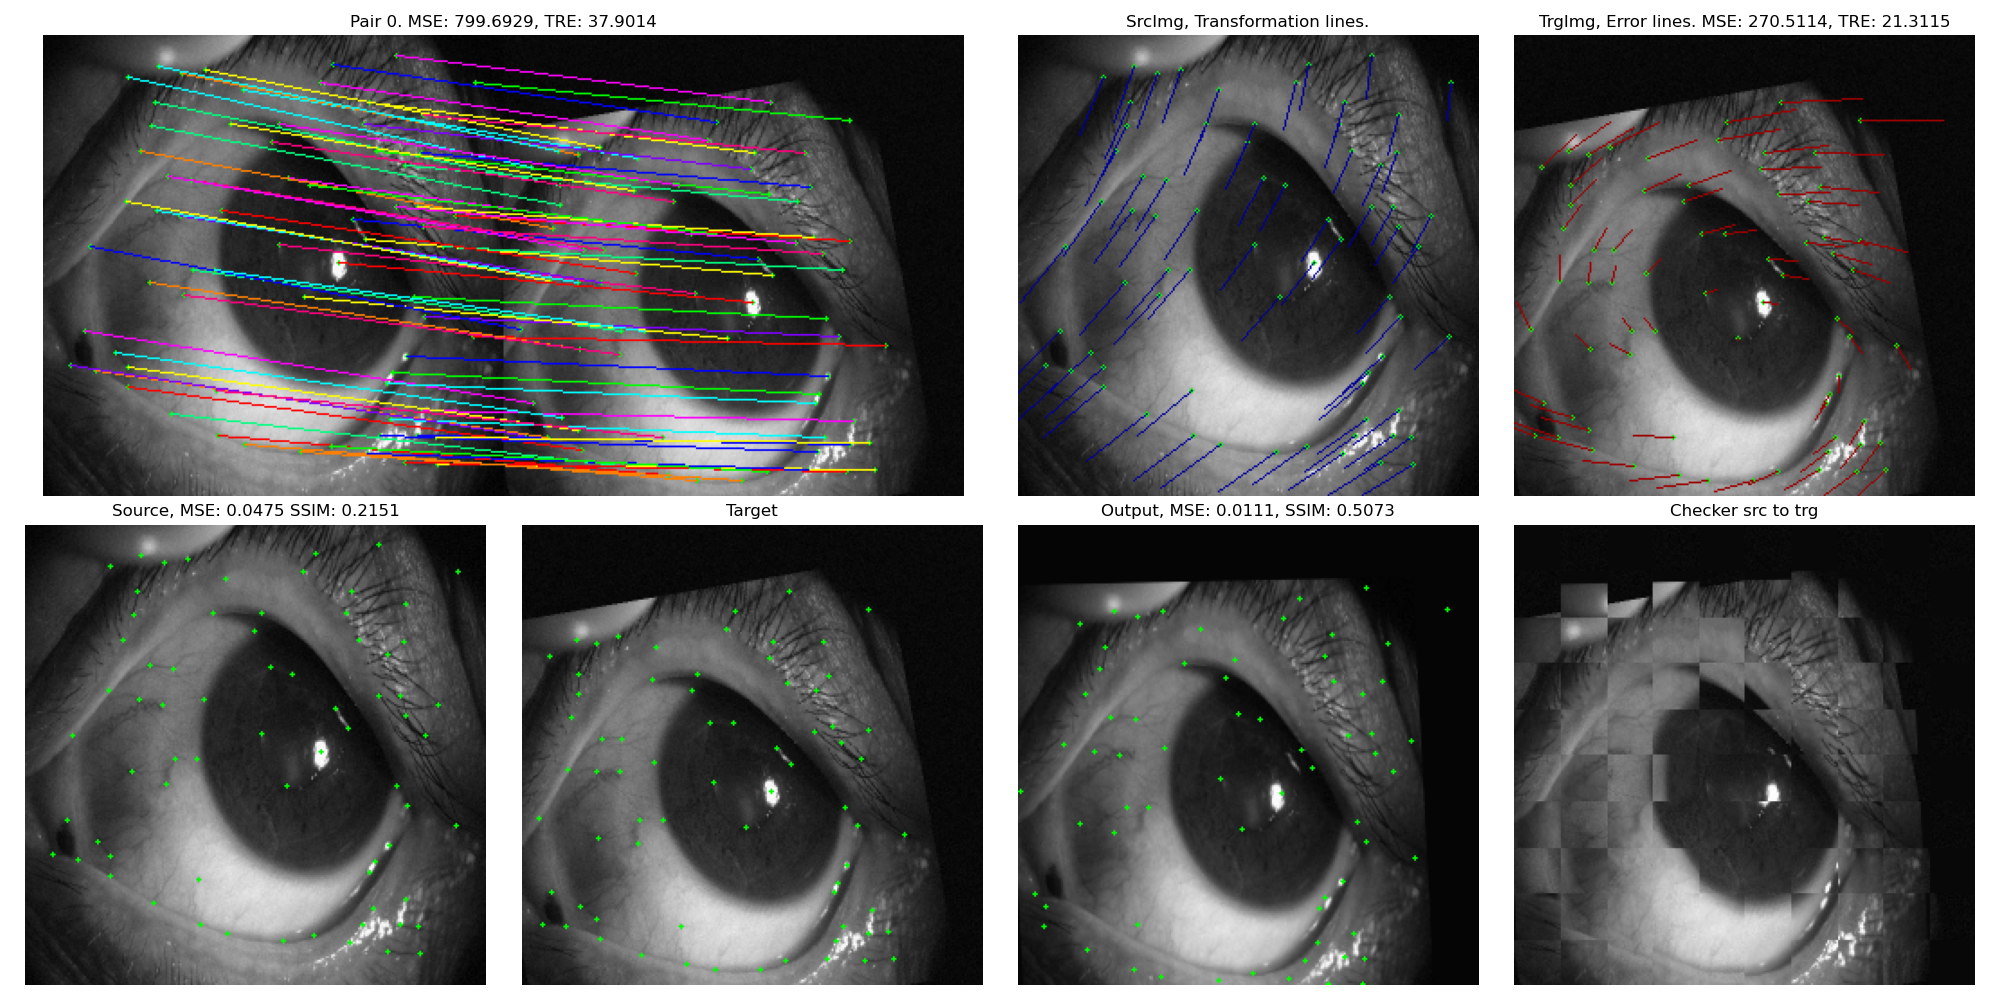 Pair 0. MSE: 799.6929, TRE: 37.9014
SrcImg, Transformation lines.
TrgImg, Error lines. MSE: 270.5114, TRE: 21.3115
Source, MSE: 0.0475 SSIM: 0.2151
Target
Output, MSE: 0.0111, SSIM: 0.5073
Checker src to trg